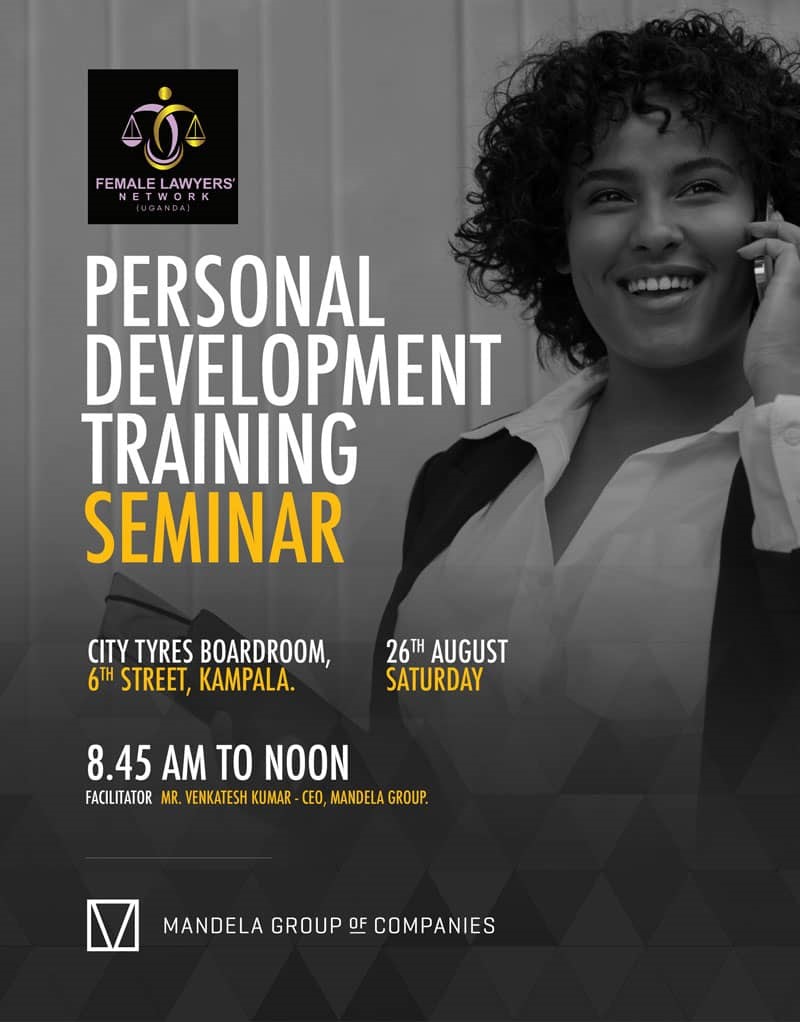 FEMALE LAWYERS'
NETWORK
(UGANDA)
PERSONAL
DEVELOPMENT
TRAINING
SEMINAR
CITY TYRES BOARDROOM,
6TH STREET, KAMPALA.
26TH AUGUST
SATURDAY
8.45 AM TO NOON
FACILITATOR MR. VENKATESH KUMAR - CEO, MANDELA GROUP.
MANDELA GROUP OF COMPANIES